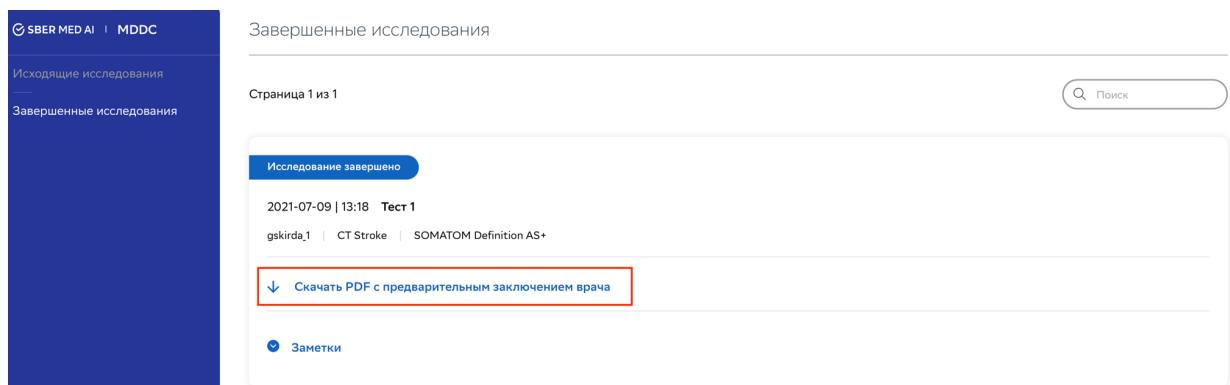 SBER MED AI | MDDC
Исходящие исследования
Завершенные исследования
Завершенные исследования
Страница 1 из 1
Поиск
Исследование завершено
2021-07-09 | 13:18 Тест 1
gskirda_1 | CT Stroke | SOMATOM Definition AS+
Скачать PDF с предварительным заключением врача
Заметки